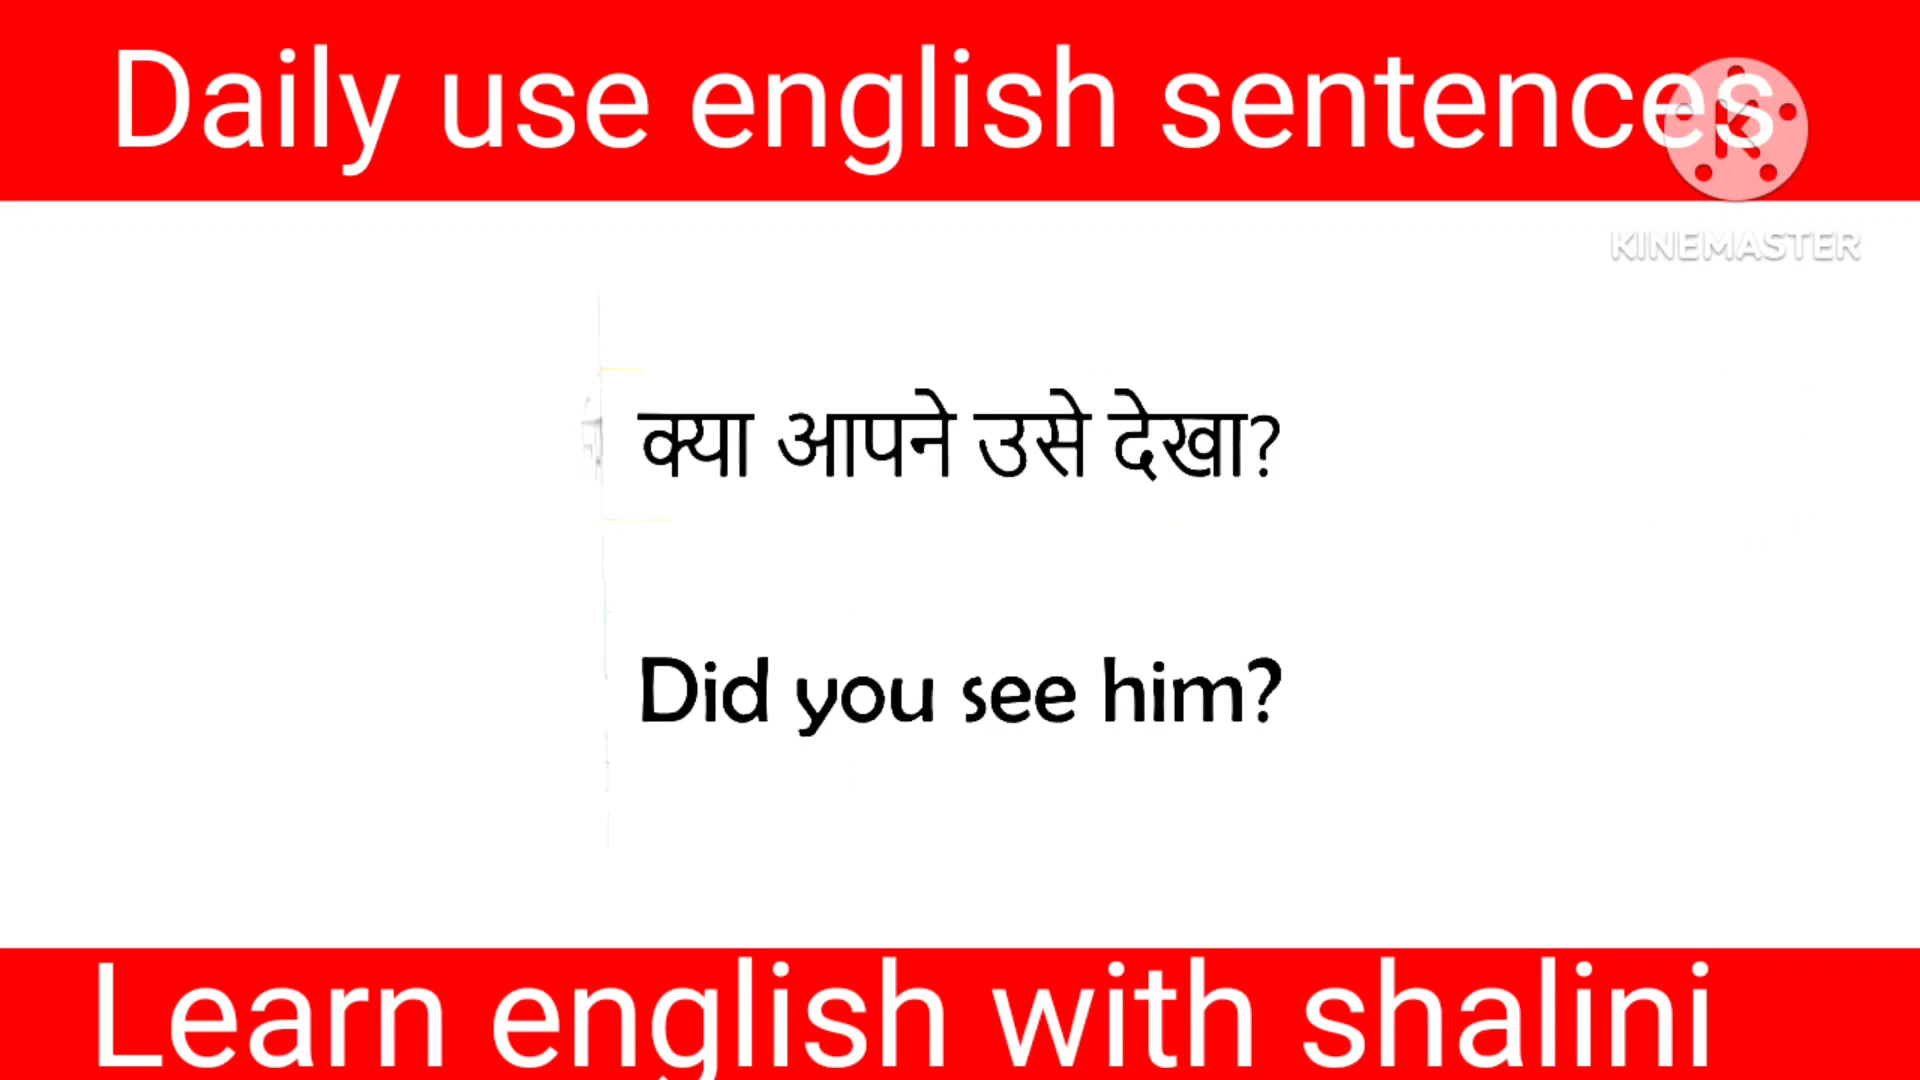 Daily use english sentences
KINEMASTER
क्या आपने उसे देखा?
Did you see him?
Learn english with shalini